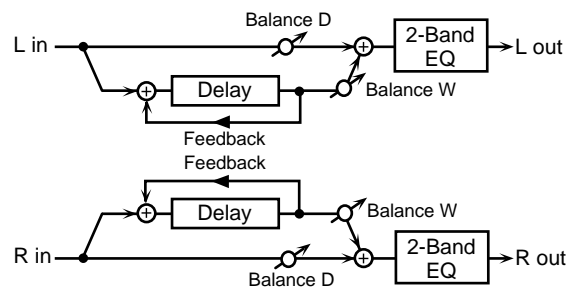 Balance D
L in
2-Band
EQ
L out
Delay
Balance W
Feedback
Feedback
Delay
Balance W
R in
2-Band
EQ
R out
Balance D